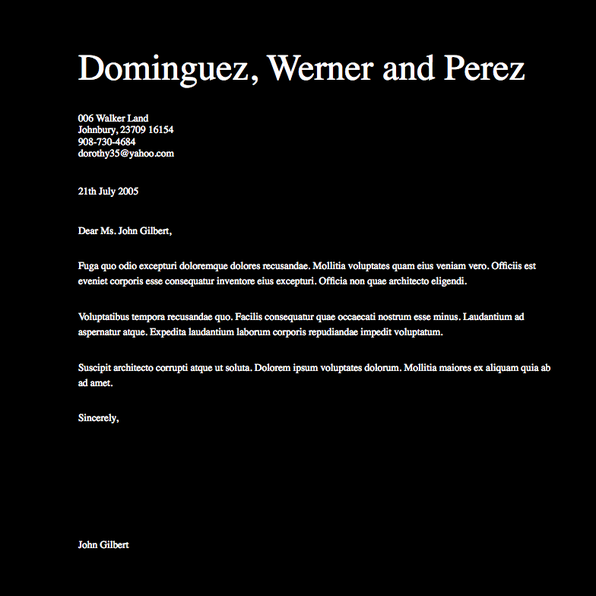 Dominguez, Werner and Perez
006 Walker Land
Johnbury, 23709 16154
908-730-4684
dorothy35@yahoo.com
21th July 2005
Dear Ms. John Gilbert,
Fuga quo odio excepturi doloremque dolores recusandae. Mollitia voluptates quam eius veniam vero. Officiis est
eveniet corporis esse consequatur inventore eius excepturi. Officia non quae architecto eligendi.
Voluptatibus tempora recusandae quo. Facilis consequatur quae occaecati nostrum esse minus. Laudantium ad
aspernatur atque. Expedita laudantium laborum corporis repudiandae impedit voluptatum.
Suscipit architecto corrupti atque ut soluta. Dolorem ipsum voluptates dolorum. Mollitia maiores ex aliquam quia ab
ad amet.
Sincerely,
John Gilbert